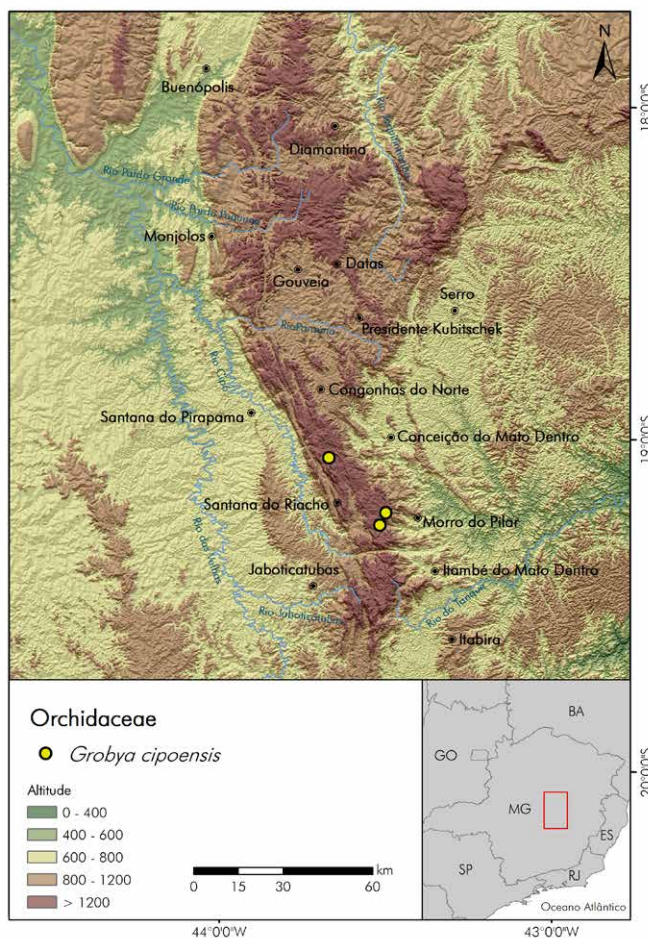 N
Buenópolis
18°0'0"S
Diamantina
Rio Jequitinhonha
Rio Pardo Grande
Rio Pardo Pequeno
Monjolos
Datas
Gouveia
Serro
Presidente Kubitschek
Rio Paraúna
Rio Cipó
Congonhas do Norte
Santana do Pirapama
Conceição do Mato Dentro
19°0'0"S
Santana do Riacho
Morro do Pilar
Rio das Velhas
Jaboticatubas
Itambé do Mato Dentro
Rio Jaboticatubas
Rio do Tanque
Itabira
Orchidaceae
Grobya cipoensis
Altitude
0 - 400
400 - 600
600 - 800
800 - 1200
> 1200
km
0 15 30 60
BA
GO
MG
ES
SP
RJ
Oceano Atlântico
20°0'0"S
44°0'0"W
43°0'0"W